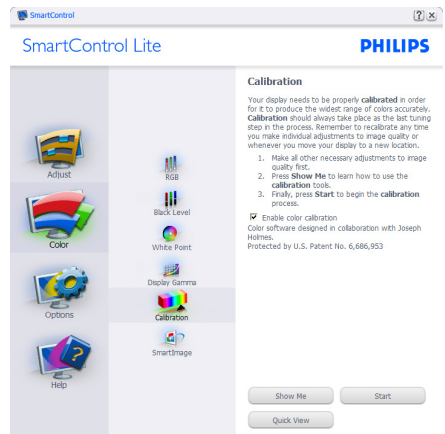 SmartControl
SmartControl Lite
PHILIPS
Adjust
Color
Options
Help
RGB
Black Level
White Point
Display Gamma
Calibration
SmartImage
Calibration
Your display needs to be properly calibrated in order
for it to produce the widest range of colors accurately.
Calibration should always take place as the last tuning
step in the process. Remember to recalibrate any time
you make individual adjustments to image quality or
whenever you move your display to a new location.
1. Make all other necessary adjustments to image
quality first.
2. Press Show Me to learn how to use the
calibration tools.
3. Finally, press Start to begin the calibration
process.
Enable color calibration
Color software designed in collaboration with Joseph
Holmes.
Protected by U.S. Patent No. 6,686,953
Show Me
Start
Quick View